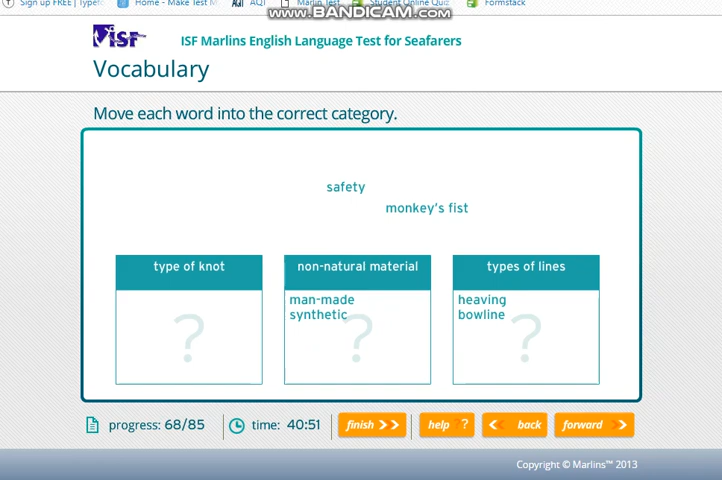 Sign up FREE | Typef
Home - Make Test M
AQI
AQT
Marlin Test
Student Online Quiz
Formstack
www.BANDICAM.com
ISF
ISF Marlins English Language Test for Seafarers
Vocabulary
Move each word into the correct category.
safety
monkey's fist
type of knot
non-natural material
types of lines
man-made
synthetic
heaving
bowline
?
?
?
progress: 68/85
time: 40:51
finish >>
help ??
<< back
forward >>
Copyright © Marlins™ 2013